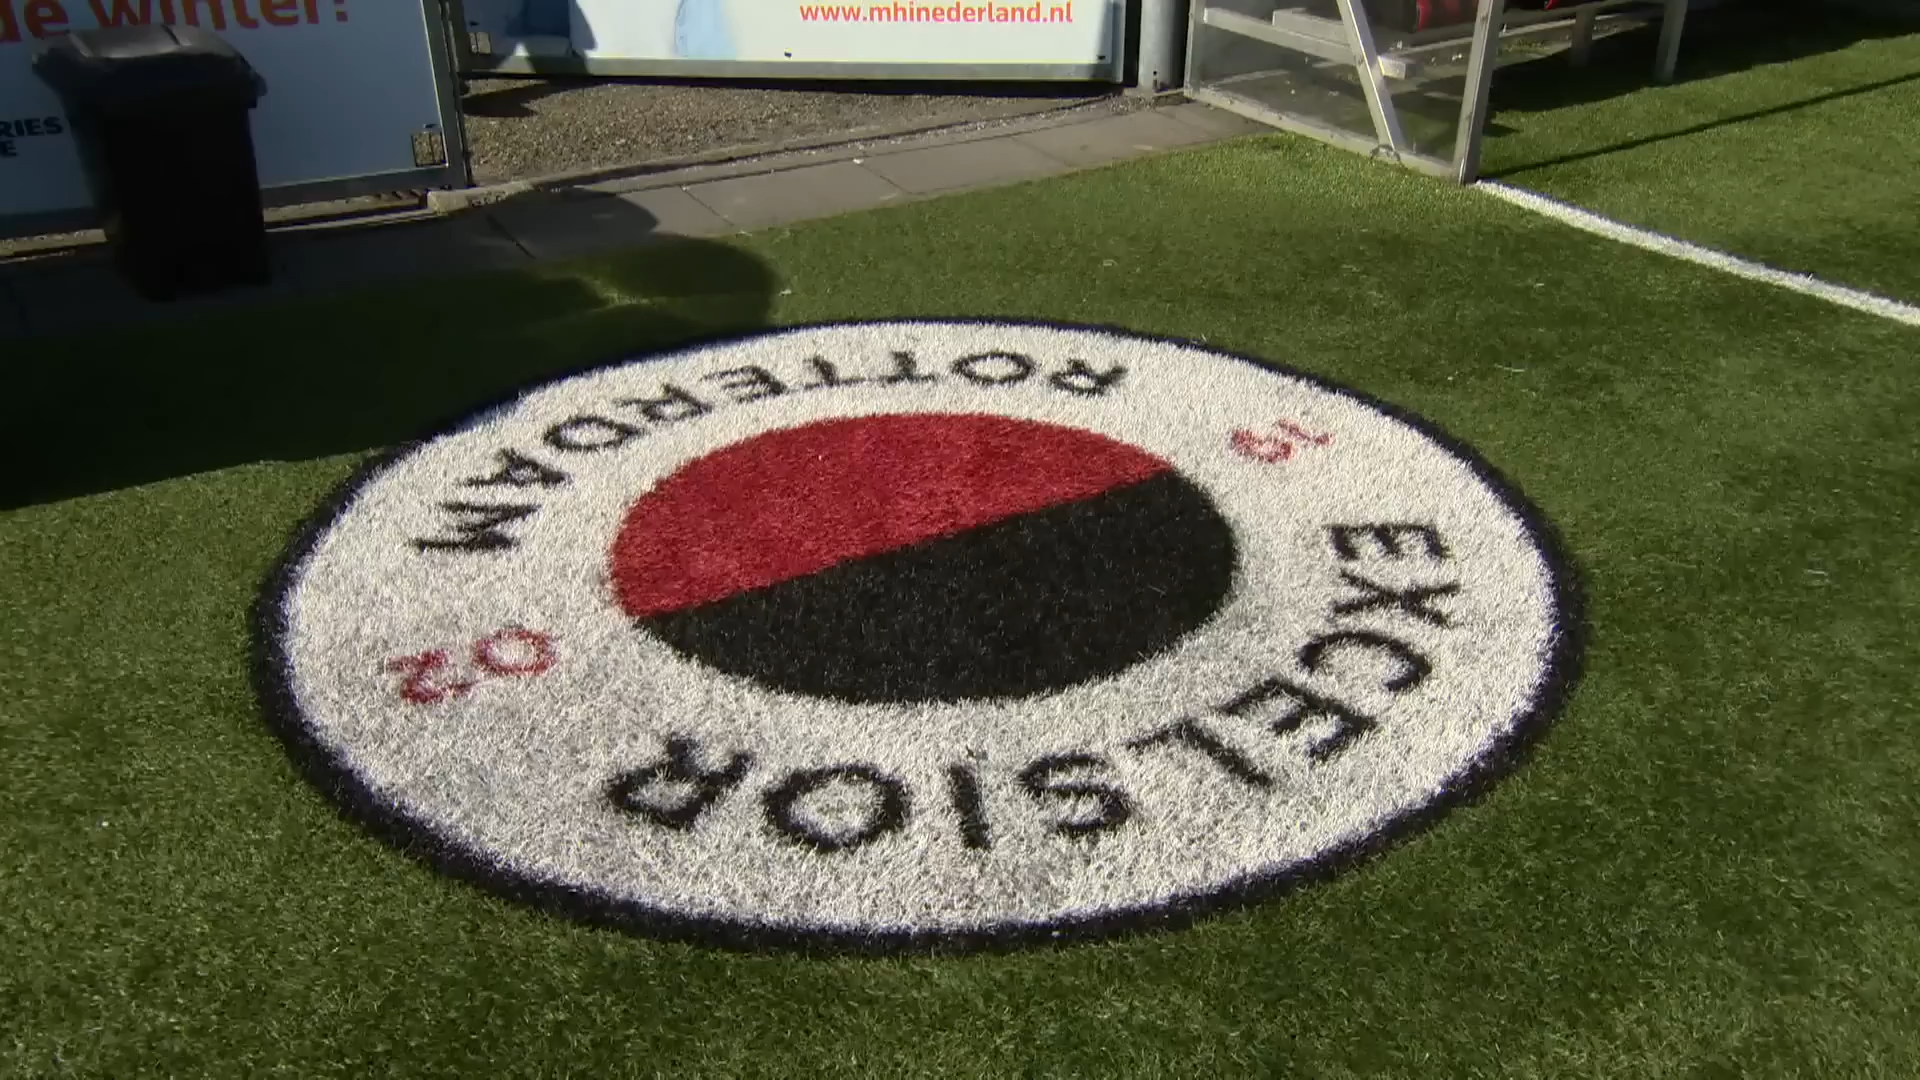 de winter!
www.mhinederland.nl
RIES
E
ROTTERDAM
19
EXCELSIOR
02